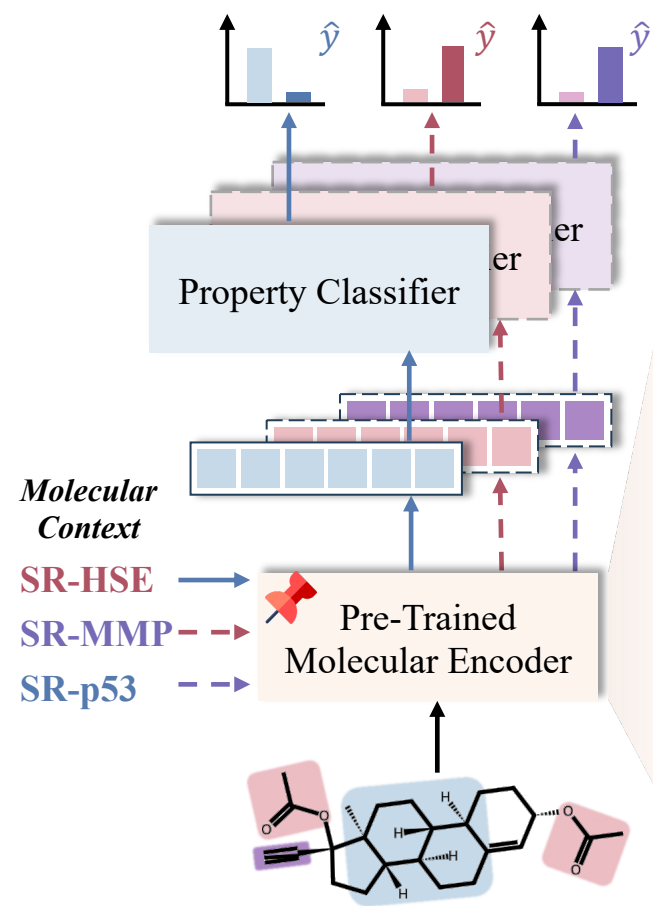 ŷ ŷ ŷ
er
er
Property Classifier
Molecular
Context
SR-HSE
SR-MMP
SR-p53
Pre-Trained
Molecular Encoder
H
O
O
H
O
H
H
O
H